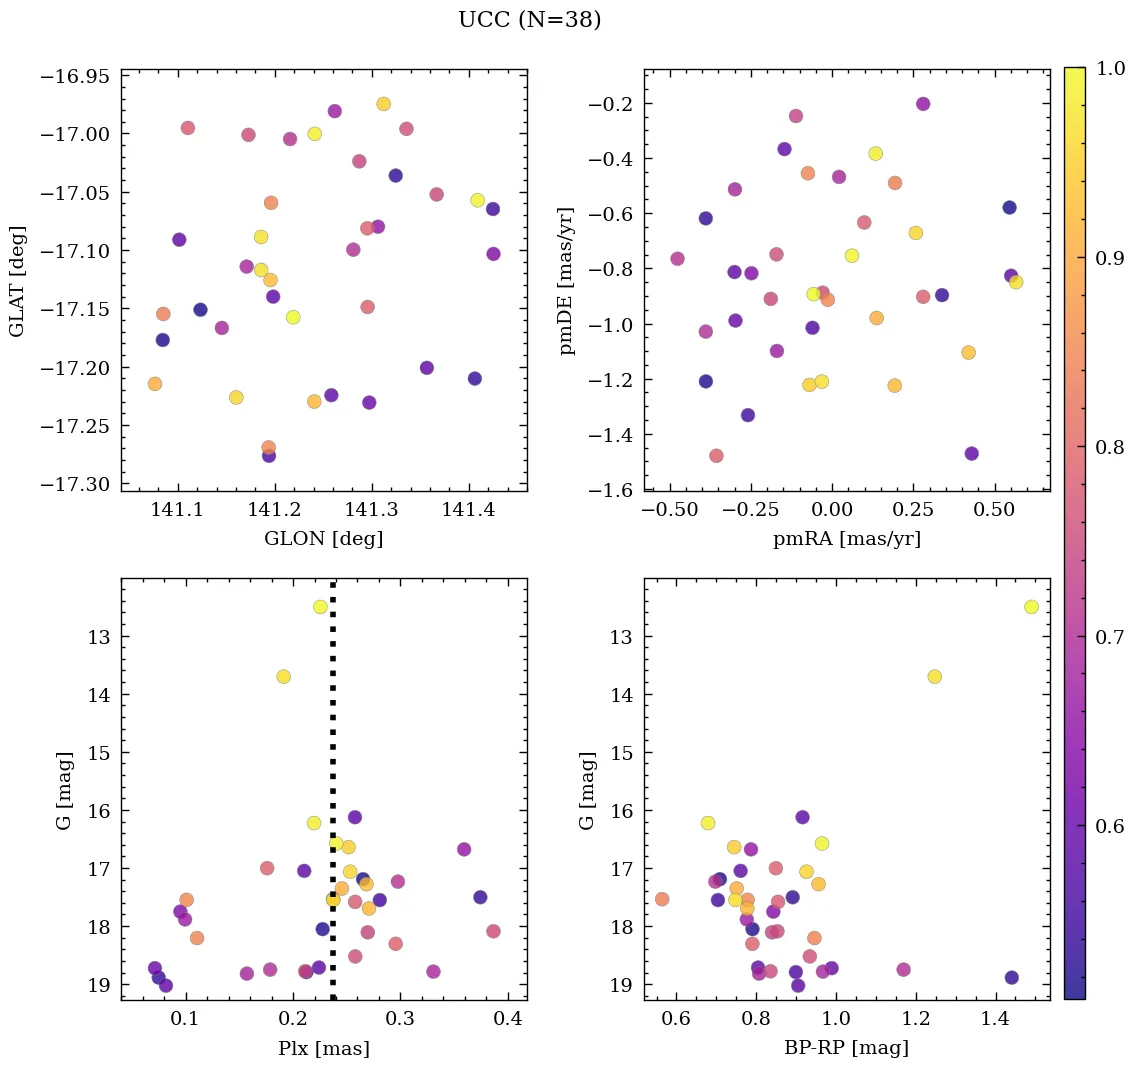 UCC (N=38)
−16.95
−17.00
−17.05
−17.10
−17.15
−17.20
−17.25
−17.30
GLAT [deg]
141.1 141.2 141.3 141.4
GLON [deg]
−0.2
−0.4
−0.6
−0.8
−1.0
−1.2
−1.4
−1.6
pmDE [mas/yr]
−0.50 −0.25 0.00 0.25 0.50
pmRA [mas/yr]
1.0
0.9
0.8
0.7
0.6
13
14
15
16
17
18
19
G [mag]
0.1 0.2 0.3 0.4
Plx [mas]
13
14
15
16
17
18
19
G [mag]
0.6 0.8 1.0 1.2 1.4
BP-RP [mag]